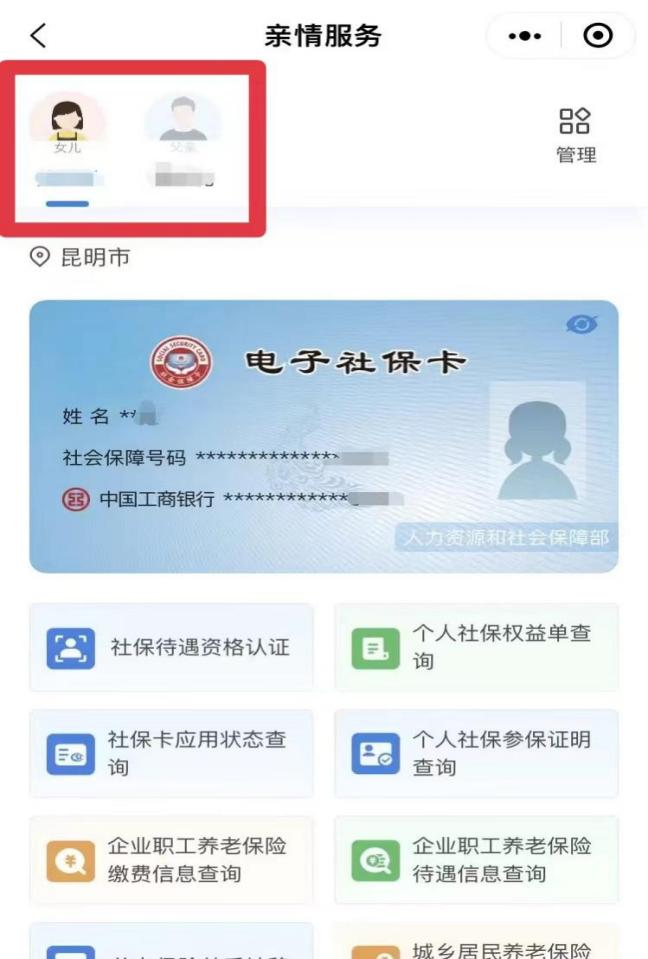 亲情服务
女儿
父亲
管理
昆明市
电子社保卡
姓 名 **
社会保障号码 *************
中国工商银行 ************
人力资源和社会保障部
社保待遇资格认证
个人社保权益单查
询
社保卡应用状态查
询
个人社保参保证明
查询
企业职工养老保险
缴费信息查询
企业职工养老保险
待遇信息查询
城乡居民养老保险